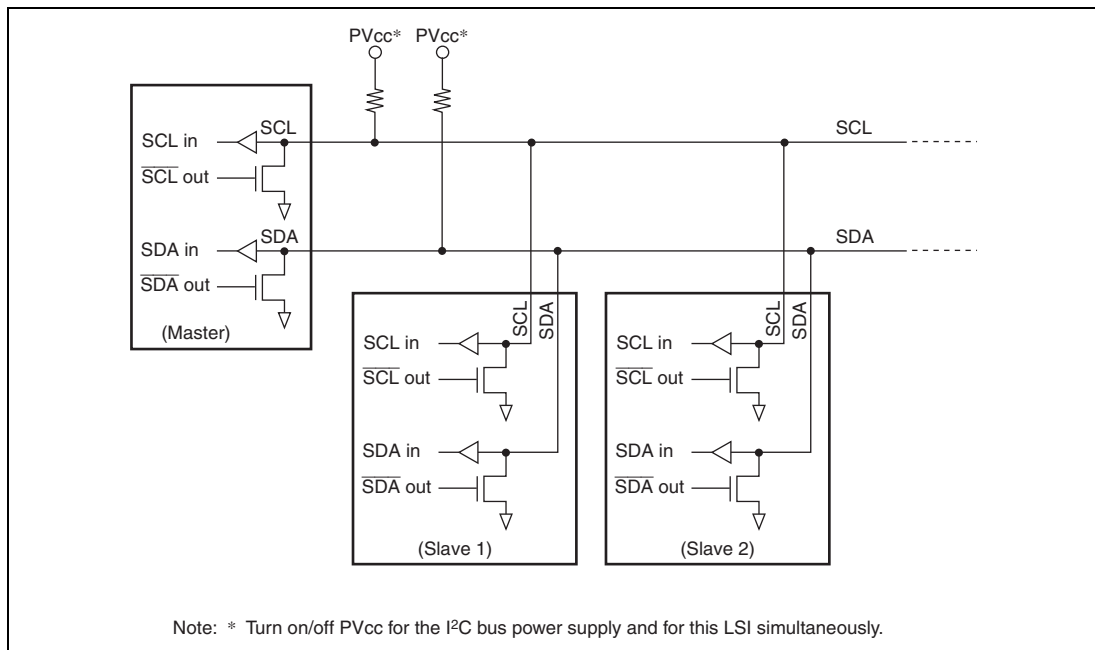 PVcc* PVcc*
SCL in
SCL
SCL
SCL out
SDA in
SDA
SDA
SDA out
(Master)
SCL
SDA
SCL
SDA
SCL in
SCL in
SCL out
SCL out
SDA in
SDA in
SDA out
SDA out
(Slave 1)
(Slave 2)
Note: * Turn on/off PVcc for the I²C bus power supply and for this LSI simultaneously.